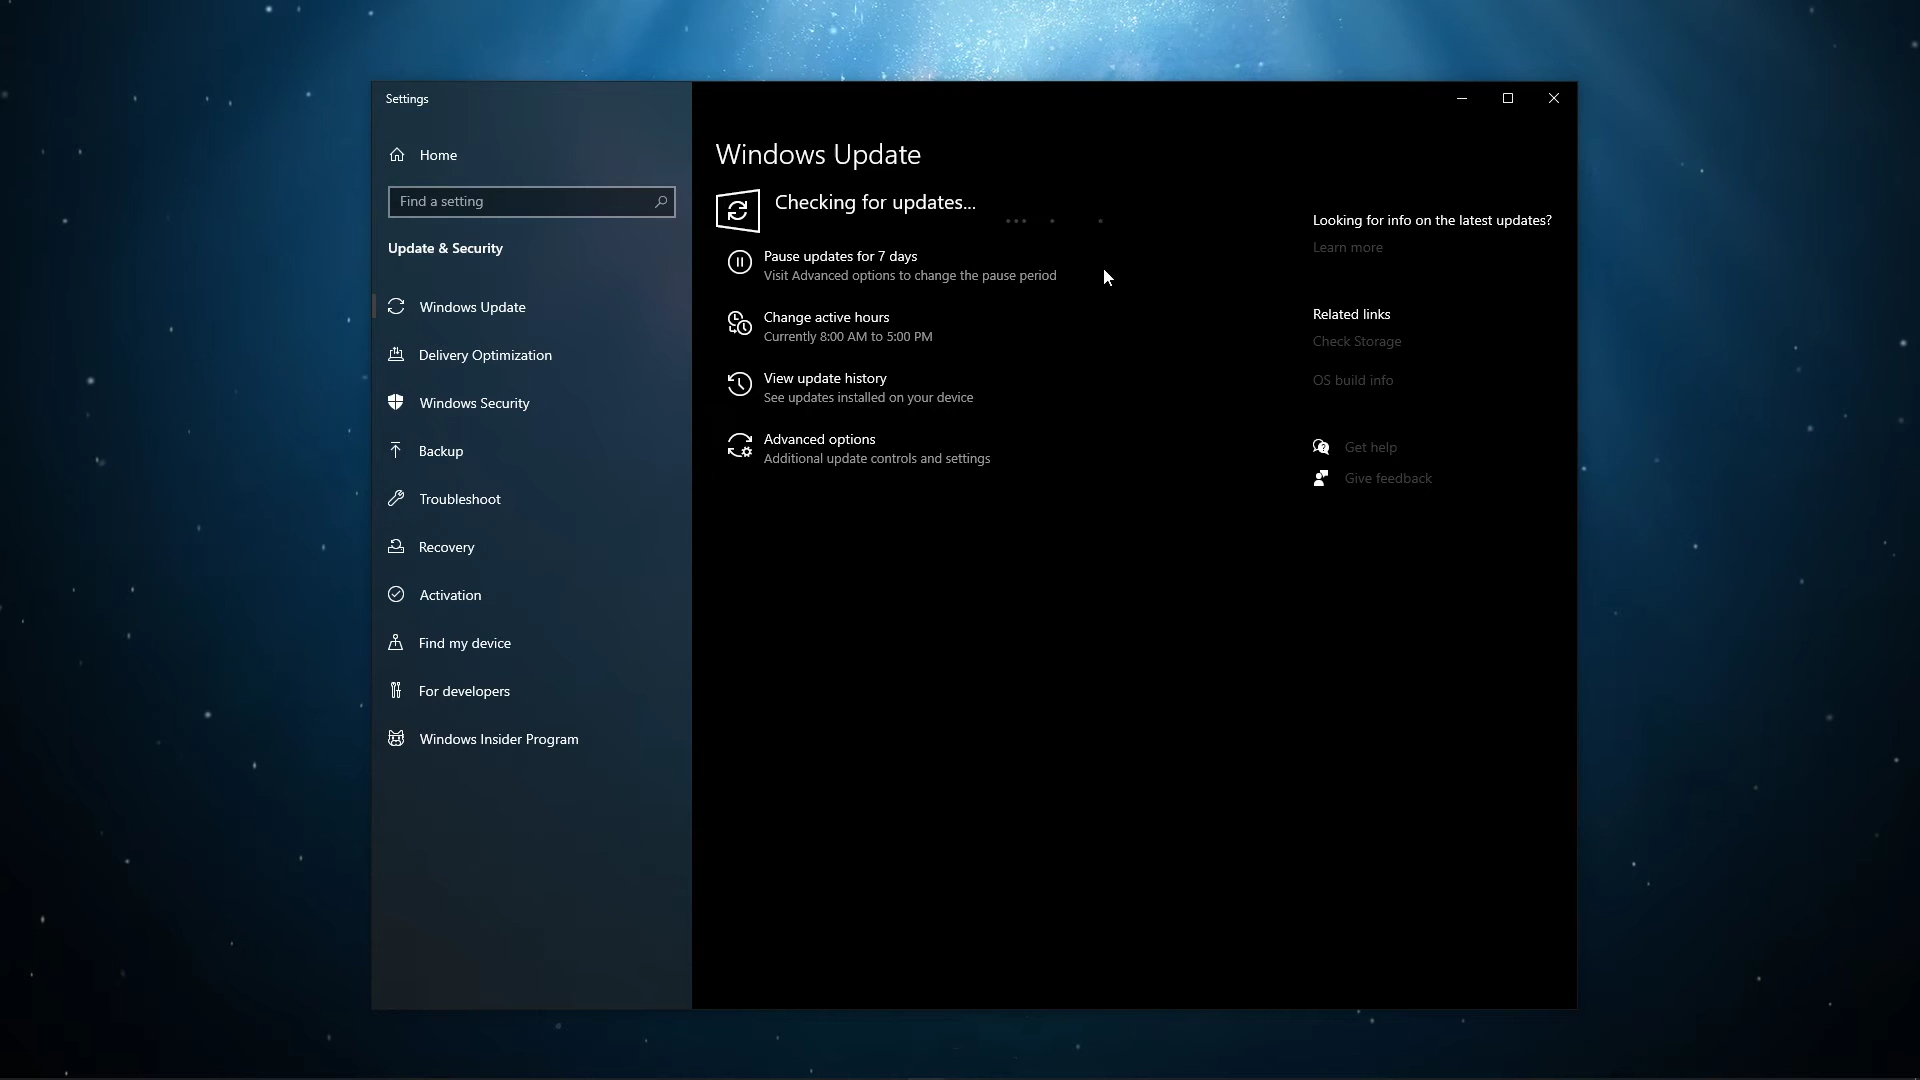 Settings
Home
Find a setting
Update & Security
Windows Update
Delivery Optimization
Windows Security
Backup
Troubleshoot
Recovery
Activation
Find my device
For developers
Windows Insider Program
Windows Update
Checking for updates...
Pause updates for 7 days
Visit Advanced options to change the pause period
Change active hours
Currently 8:00 AM to 5:00 PM
View update history
See updates installed on your device
Advanced options
Additional update controls and settings
Looking for info on the latest updates?
Learn more
Related links
Check Storage
OS build info
Get help
Give feedback